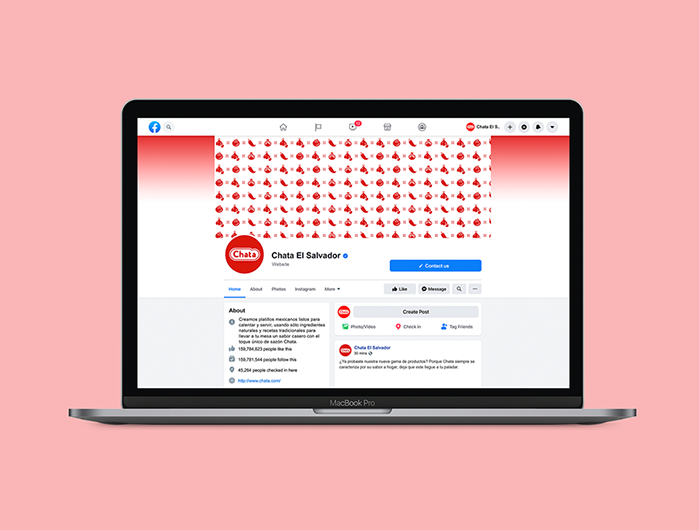 12
Chata El S..
Chata
Chata El Salvador
Website
Contact us
Home
About
Photos
Instagram
More
Like
Message
About
Creamos platillos mexicanos listos para
calentar y servir, usando sólo ingredientes
naturales y recetas tradicionales para
llevar a tu mesa un sabor casero con el
toque único de sazón Chata.
159,784,623 people like this
159,781,544 people follow this
45,264 people checked in here
http://www.chata.com/
Chata
Create Post
Photo/Video
Check in
Tag Friends
Chata
Chata El Salvador
30 mins
¿Ya probaste nuestra nueva gama de productos? Porque Chata siempre se
caracteriza por su sabor a hogar, deja que este llegue a tu paladar.
MacBook Pro